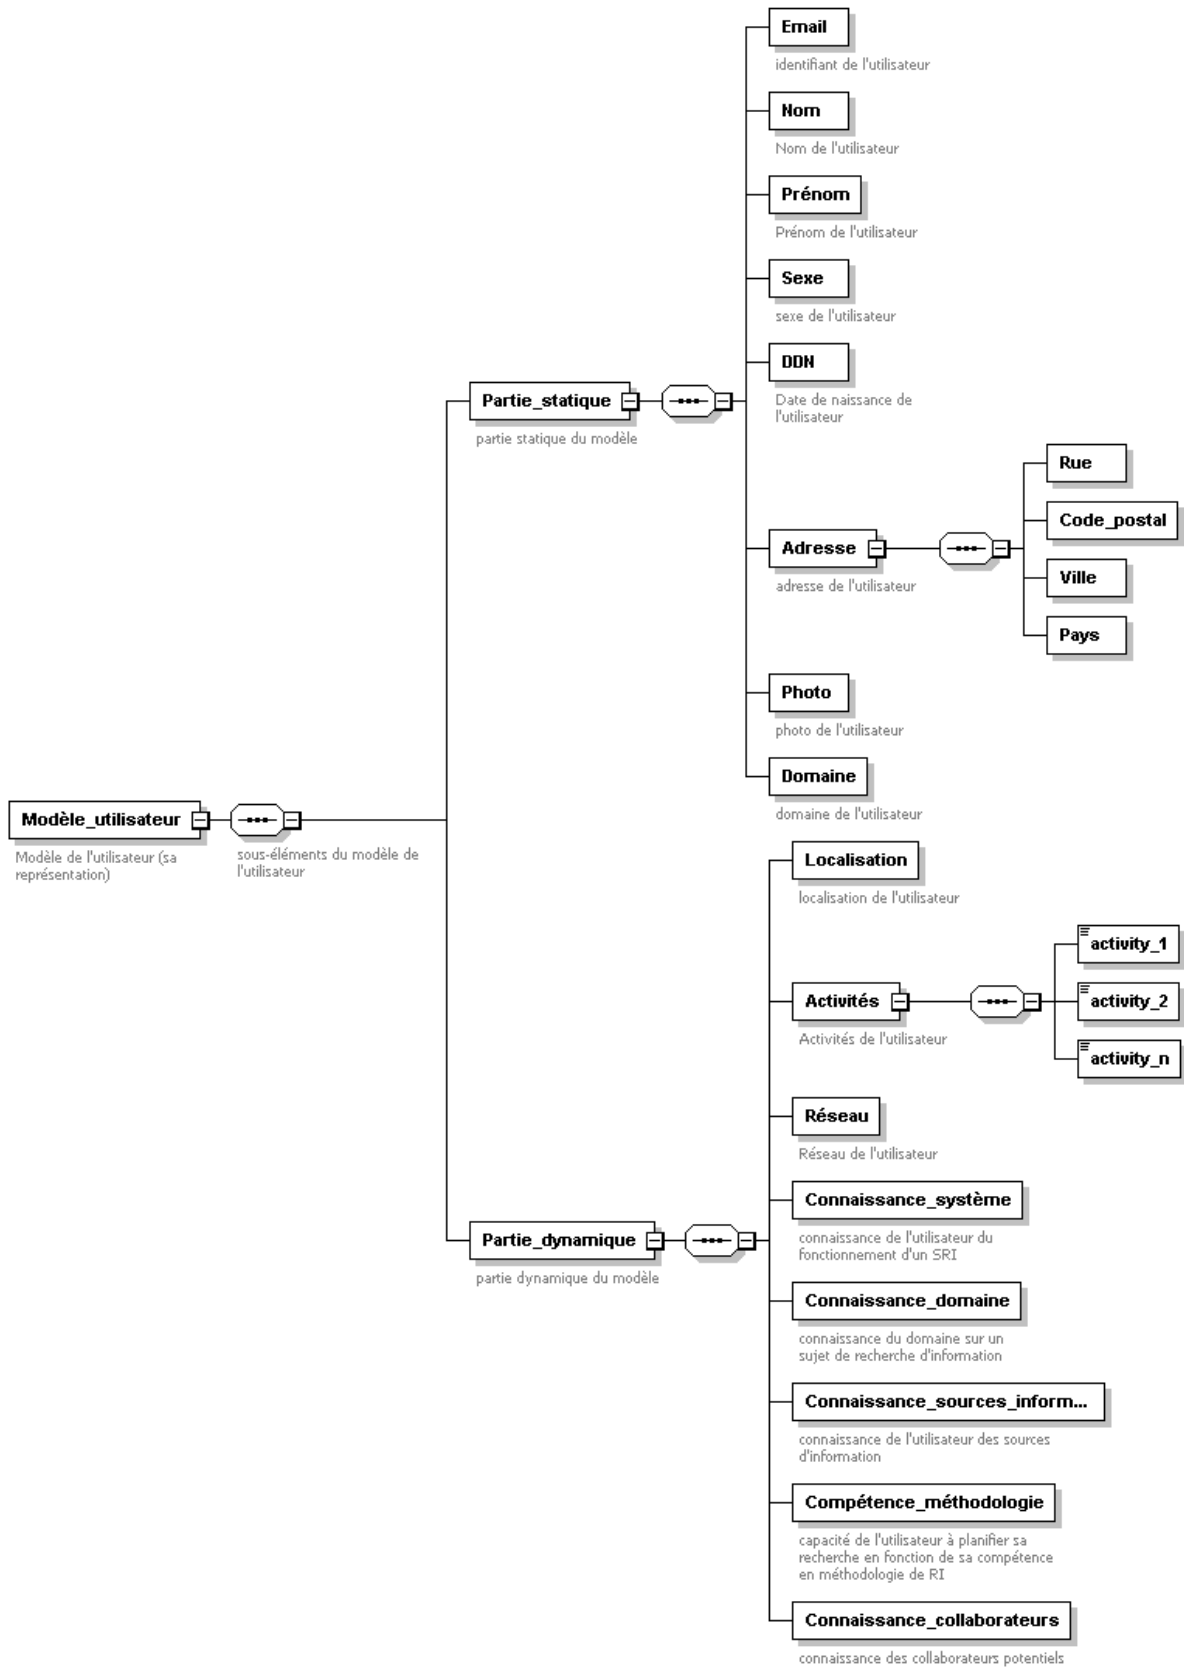 Email
identifiant de l'utilisateur
Nom
Nom de l'utilisateur
Prénom
Prénom de l'utilisateur
Sexe
sexe de l'utilisateur
DDN
Date de naissance de
l'utilisateur
Partie_statique
partie statique du modèle
Adresse
adresse de l'utilisateur
Rue
Code_postal
Ville
Pays
Photo
photo de l'utilisateur
Domaine
domaine de l'utilisateur
Modèle_utilisateur
Modèle de l'utilisateur (sa
représentation)
sous-éléments du modèle de
l'utilisateur
Localisation
localisation de l'utilisateur
Activités
Activités de l'utilisateur
activity_1
activity_2
activity_n
Réseau
Réseau de l'utilisateur
Connaissance_système
connaissance de l'utilisateur du
fonctionnement d'un SRI
Partie_dynamique
partie dynamique du modèle
Connaissance_domaine
connaissance du domaine sur un
sujet de recherche d'information
Connaissance_sources_inform...
connaissance de l'utilisateur des sources
d'information
Compétence_méthodologie
capacité de l'utilisateur à planifier sa
recherche en fonction de sa compétence
en méthodologie de RI
Connaissance_collaborateurs
connaissance des collaborateurs potentiels